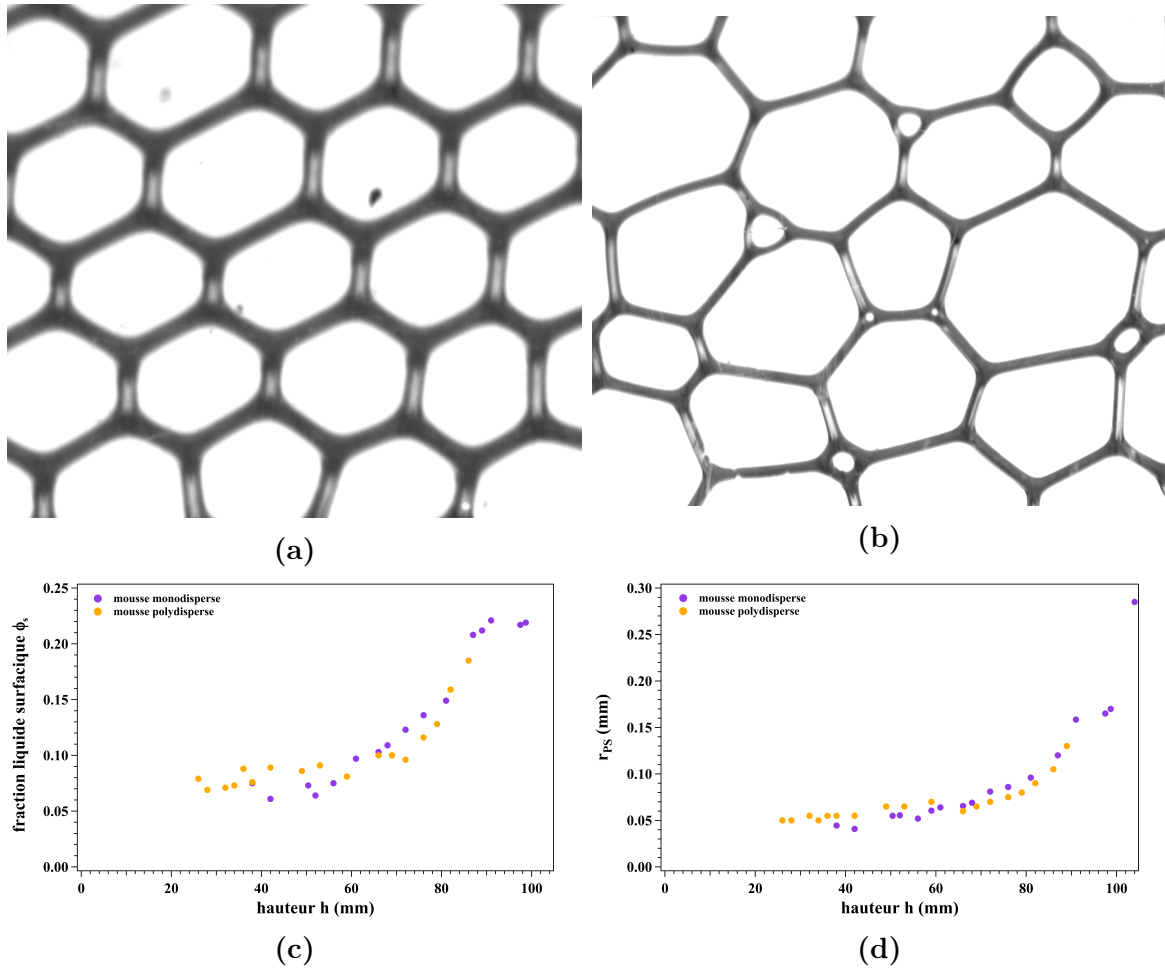 (a)
(b)
0.25
0.20
0.15
0.10
0.05
0.00
fraction liquide surfacique ϕs
mousse monodisperse
mousse polydisperse
0 20 40 60 80 100
hauteur h (mm)
(c)
0.30
0.25
0.20
0.15
0.10
0.05
0.00
rPS (mm)
mousse monodisperse
mousse polydisperse
0 20 40 60 80 100
hauteur h (mm)
(d)